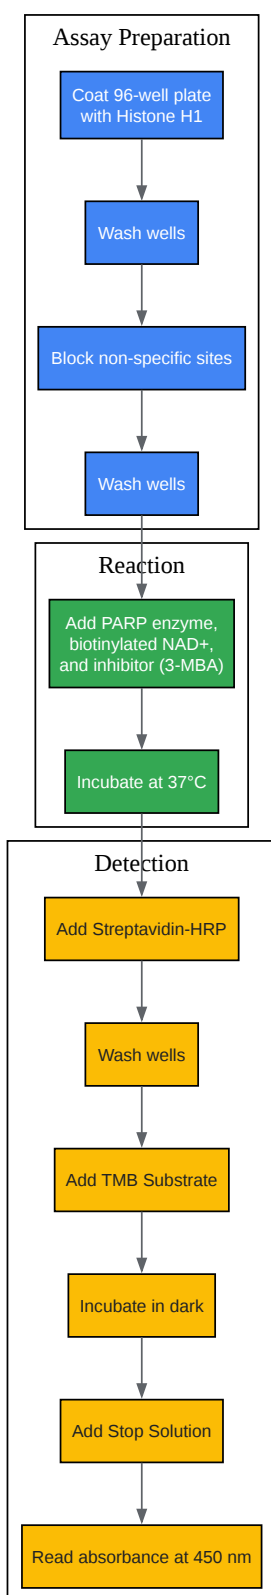 Assay Preparation
Coat 96-well plate
with Histone H1
Wash wells
Block non-specific sites
Wash wells
Reaction
Add PARP enzyme,
biotinylated NAD+,
and inhibitor (3-MBA)
Incubate at 37°C
Detection
Add Streptavidin-HRP
Wash wells
Add TMB Substrate
Incubate in dark
Add Stop Solution
Read absorbance at 450 nm